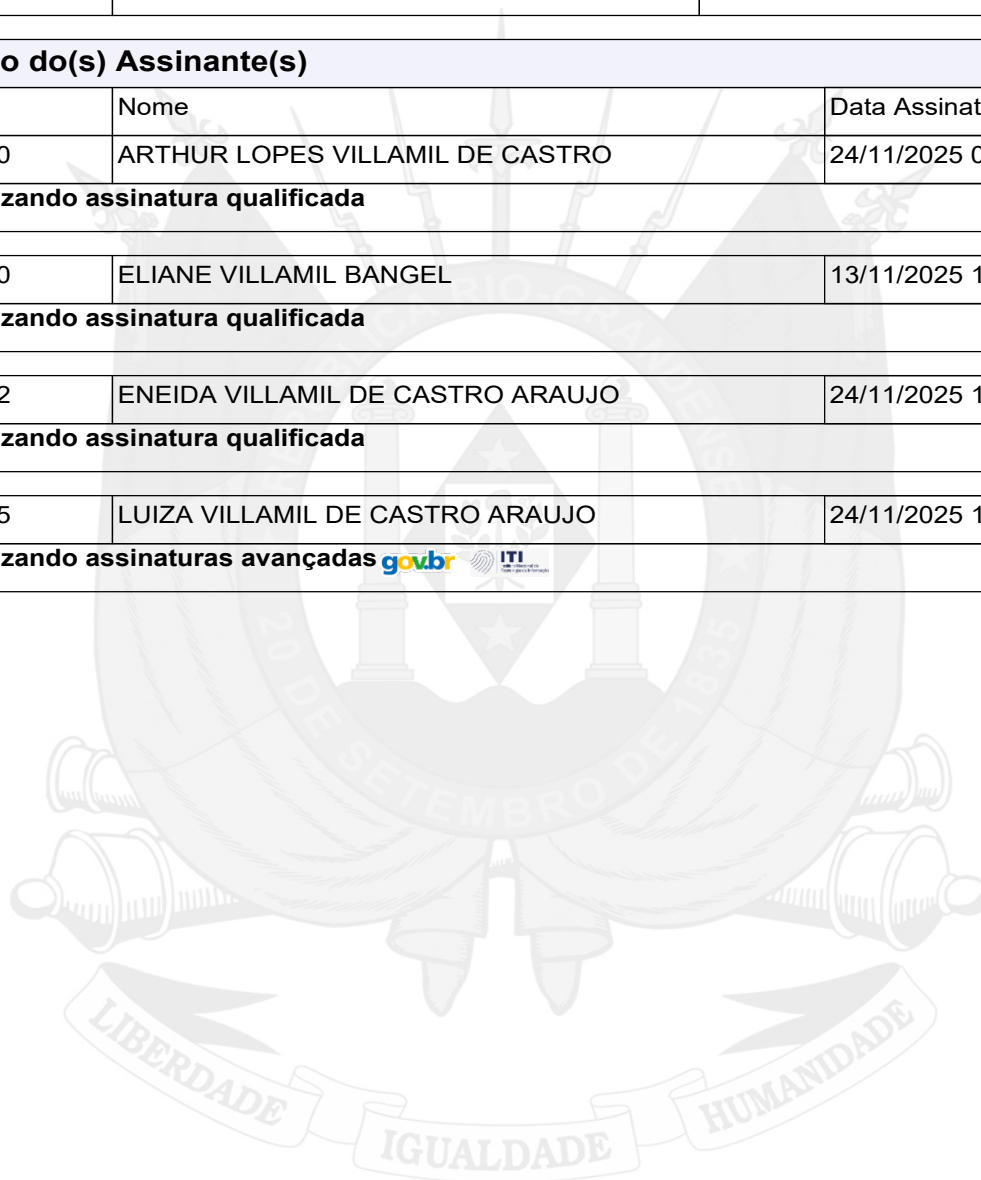 o do(s) Assinante(s)
Nome Data Assinat
0 ARTHUR LOPES VILLAMIL DE CASTRO 24/11/2025 0
zando assinatura qualificada
0 ELIANE VILLAMIL BANGEL 13/11/2025 1
zando assinatura qualificada
2 ENEIDA VILLAMIL DE CASTRO ARAUJO 24/11/2025 1
zando assinatura qualificada
5 LUIZA VILLAMIL DE CASTRO ARAUJO 24/11/2025 1
zando assinaturas avançadas gov.br ITI
REPÚBLICA RIO-GRANDENSE
20 DE SETEMBRO DE 1835
LIBERDADE IGUALDADE HUMANIDADE